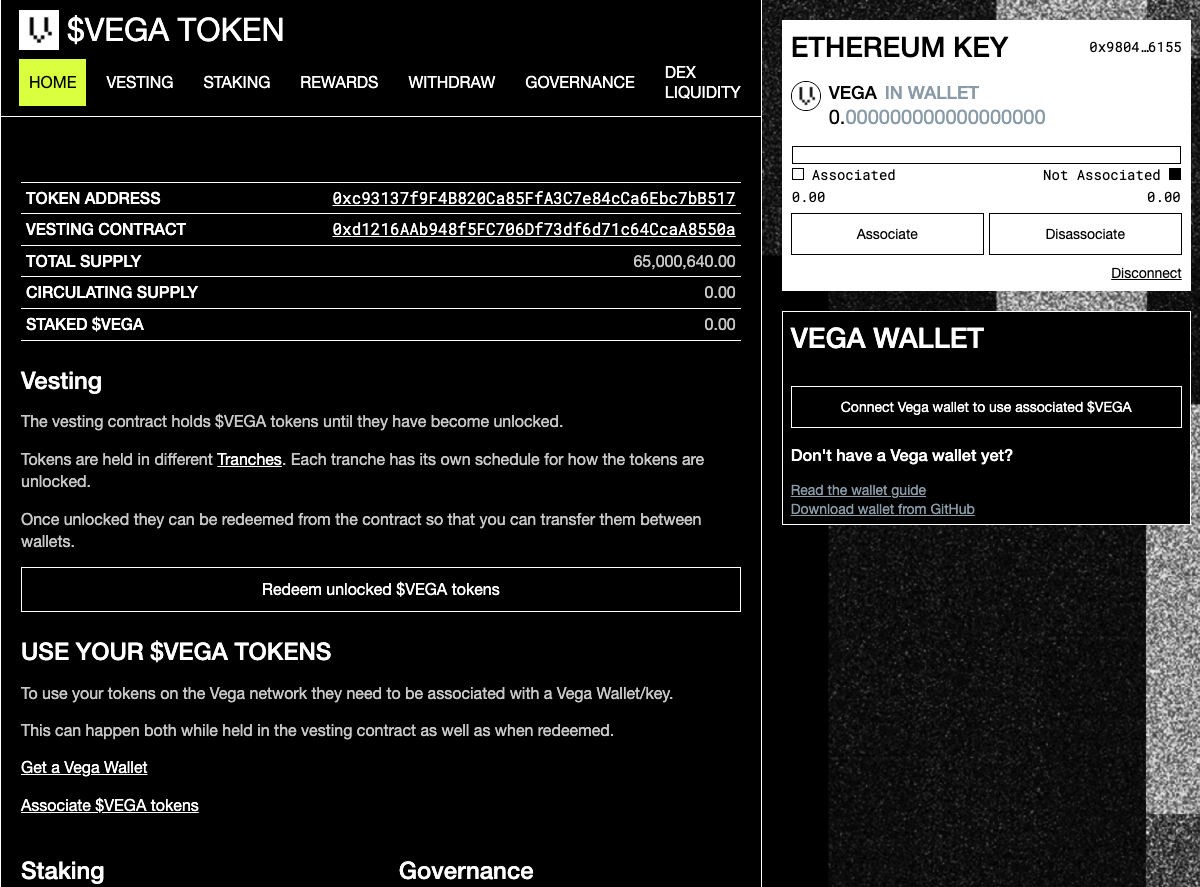 $VEGA TOKEN
HOME VESTING STAKING REWARDS WITHDRAW GOVERNANCE DEX LIQUIDITY
TOKEN ADDRESS 0xc93137f9F4B820Ca85FfA3C7e84cCa6Ebc7bB517
VESTING CONTRACT 0xd1216AAb948f5FC706Df73df6d71c64CcaA8550a
TOTAL SUPPLY 65,000,640.00
CIRCULATING SUPPLY 0.00
STAKED $VEGA 0.00
Vesting
The vesting contract holds $VEGA tokens until they have become unlocked.
Tokens are held in different Tranches. Each tranche has its own schedule for how the tokens are
unlocked.
Once unlocked they can be redeemed from the contract so that you can transfer them between
wallets.
Redeem unlocked $VEGA tokens
USE YOUR $VEGA TOKENS
To use your tokens on the Vega network they need to be associated with a Vega Wallet/key.
This can happen both while held in the vesting contract as well as when redeemed.
Get a Vega Wallet
Associate $VEGA tokens
Staking Governance
ETHEREUM KEY 0x9804…6155
VEGA IN WALLET
0.000000000000000000
Associated Not Associated
0.00 0.00
Associate Disassociate
Disconnect
VEGA WALLET
Connect Vega wallet to use associated $VEGA
Don't have a Vega wallet yet?
Read the wallet guide
Download wallet from GitHub